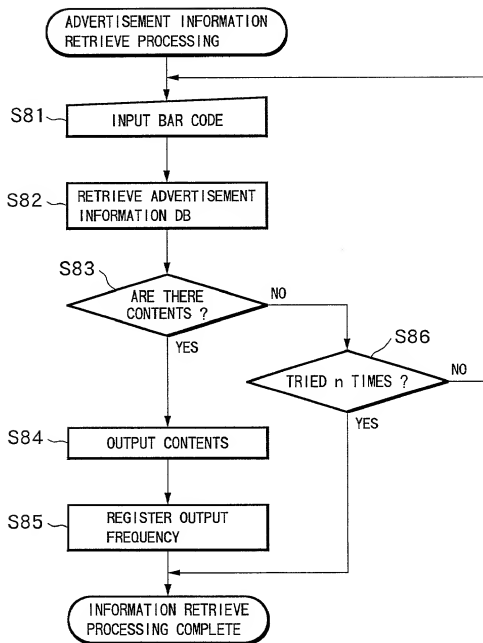 ADVERTISEMENT INFORMATION
RETRIEVE PROCESSING
S81
INPUT BAR CODE
S82
RETRIEVE ADVERTISEMENT
INFORMATION DB
S83
ARE THERE
CONTENTS ?
NO
YES
S86
TRIED n TIMES ?
NO
YES
S84
OUTPUT CONTENTS
S85
REGISTER OUTPUT
FREQUENCY
INFORMATION RETRIEVE
PROCESSING COMPLETE